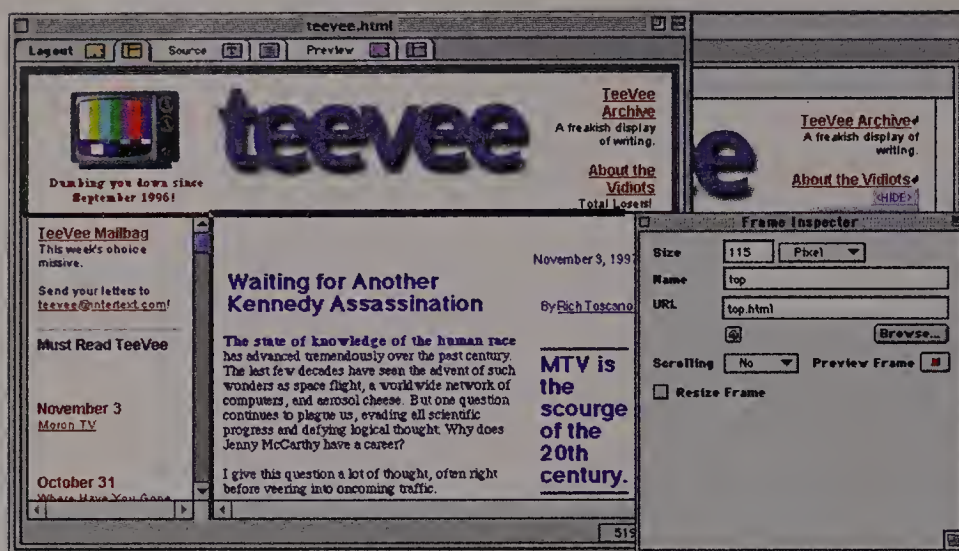 teevee.html
Layout Source Preview
Dumbing you down since
September 1996!
teevee
TeeVee
Archive
A freakish display
of writing.
About the
Vidiots
Total Losers!
TeeVee Archive
A freakish display of
writing.
About the Vidiots
<HIDE>
TeeVee Mailbag
This week's choice
missive.
Send your letters to
teevee@intertext.com!
Must Read TeeVee
November 3
Moron TV
October 31
Where Have You Gone
November 3, 1997
Waiting for Another
Kennedy Assassination
By Rich Toscano
The state of knowledge of the human race
has advanced tremendously over the past century.
The last few decades have seen the advent of such
wonders as space flight, a worldwide network of
computers, and aerosol cheese. But one question
continues to plague us, evading all scientific
progress and defying logical thought. Why does
Jenny McCarthy have a career?
I give this question a lot of thought, often right
before veering into oncoming traffic.
MTV is
the
scourge
of the
20th
century.
519
Frame Inspector
Size 115 Pixel
Name top
URL top.html
Browse...
Scrolling No Preview Frame
Resize Frame